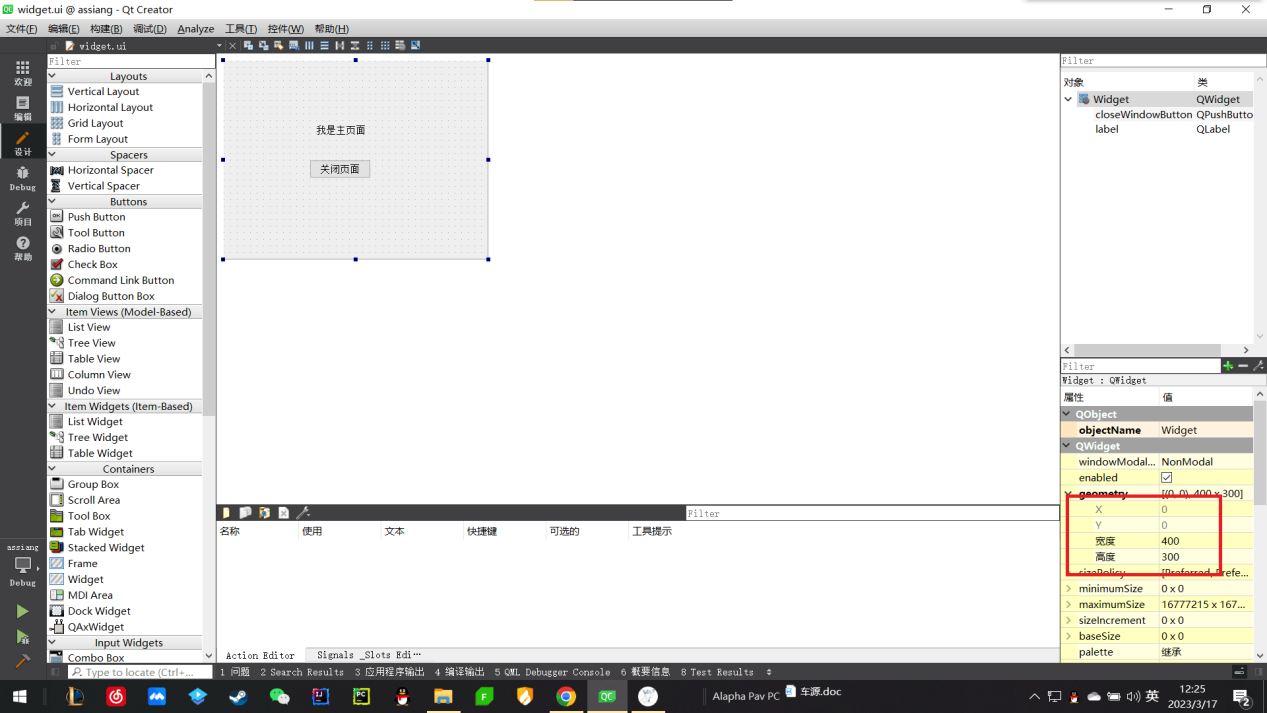 widget.ui @ assiang - Qt Creator
文件(F) 编辑(E) 构建(B) 调试(D) Analyze 工具(T) 控件(W) 帮助(H)
widget.ui
欢迎
编辑
设计
Debug
项目
帮助
assiang
Debug
Filter
Layouts
Vertical Layout
Horizontal Layout
Grid Layout
Form Layout
Spacers
Horizontal Spacer
Vertical Spacer
Buttons
Push Button
Tool Button
Radio Button
Check Box
Command Link Button
Dialog Button Box
Item Views (Model-Based)
List View
Tree View
Table View
Column View
Undo View
Item Widgets (Item-Based)
List Widget
Tree Widget
Table Widget
Containers
Group Box
Scroll Area
Tool Box
Tab Widget
Stacked Widget
Frame
Widget
MDI Area
Dock Widget
QAxWidget
Input Widgets
Combo Box
我是主页面
关闭页面
Filter
名称 使用 文本 快捷键 可选的 工具提示
Action Editor Signals _Slots Edi…
Filter
对象 类
Widget QWidget
closeWindowButton QPushButto
label QLabel
Filter
Widget : QWidget
属性 值
QObject
objectName Widget
QWidget
windowModal... NonModal
enabled
geometry [(0, 0), 400 x 300]
X 0
Y 0
宽度 400
高度 300
sizePolicy [Preferred, Prefe...
minimumSize 0 x 0
maximumSize 16777215 x 167...
sizeIncrement 0 x 0
baseSize 0 x 0
palette 继承
Type to locate (Ctrl+...
1 问题 2 Search Results 3 应用程序输出 4 编译输出 5 QML Debugger Console 6 概要信息 8 Test Results
Alapha Pav PC 车源.doc
英
12:25
2023/3/17
2